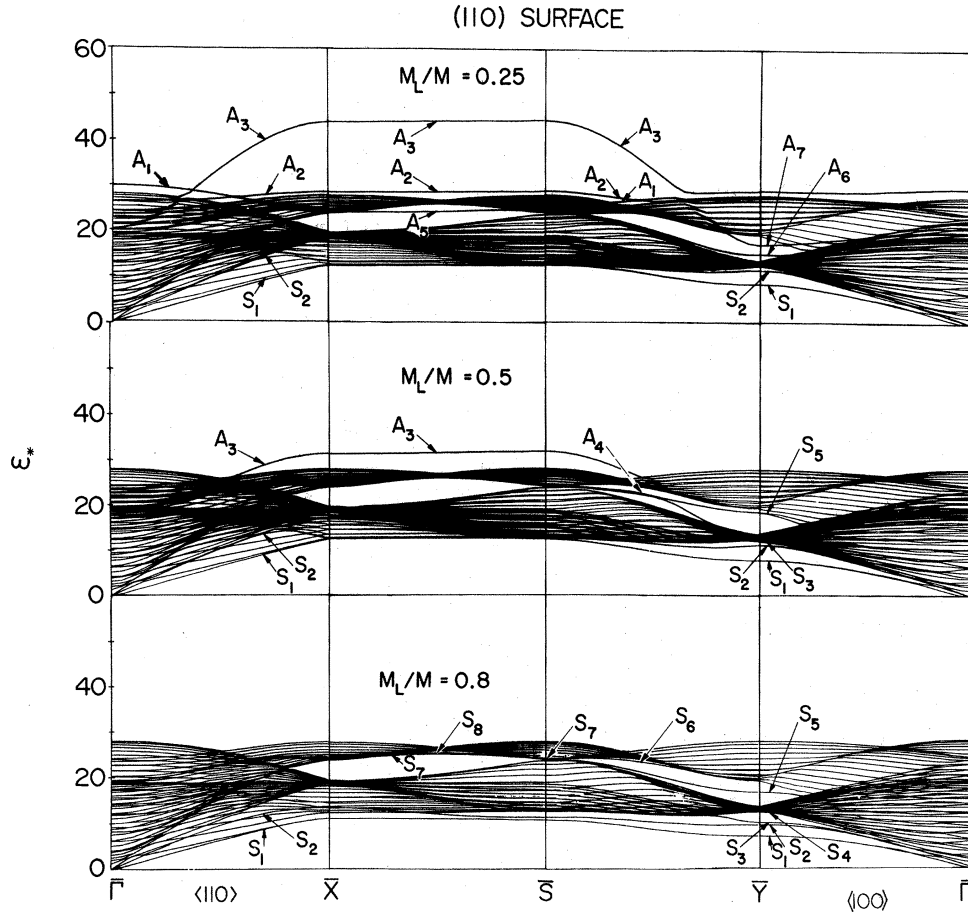 (110) SURFACE
ε*
60
40
20
0
M_L/M = 0.25
A₃
A₃
A₃
A₁
A₂
A₂
A₂
A₁
A₇
A₆
A₅
S₁
S₂
S₂
S₁
40
20
0
M_L/M = 0.5
A₃
A₃
A₄
S₅
S₁
S₂
S₂
S₁
S₃
40
20
0
M_L/M = 0.8
S₈
S₇
S₇
S₆
S₅
S₁
S₂
S₃
S₁
S₂
S₄
Γ̄ ⟨110⟩ X̄ S̄ Ȳ ⟨100⟩ Γ̄